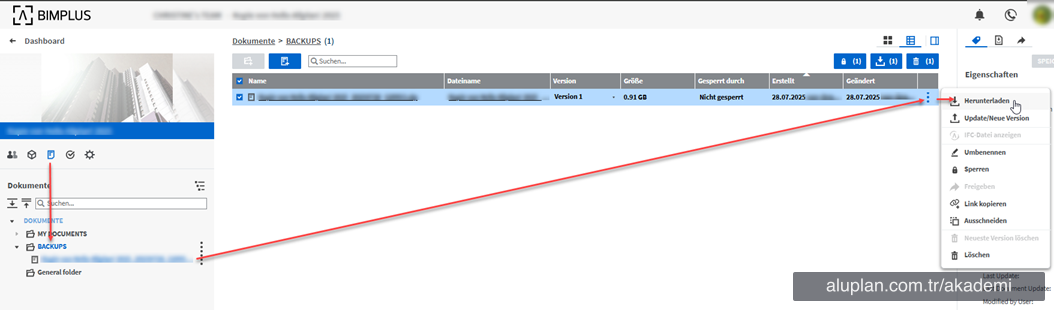 BIMPLUS
Dashboard
Dokumente > BACKUPS (1)
Suchen...
(1) (1) (1)
Name Dateiname Version Größe Gesperrt durch Erstellt Geändert
Version 1 0.91 GB Nicht gesperrt 28.07.2025 28.07.2025
Eigenschaften
Herunterladen
Update/Neue Version
IFC-Datei anzeigen
Umbenennen
Sperren
Freigeben
Link kopieren
Ausschneiden
Neueste Version löschen
Löschen
Last Update:
Update:
Modified by User:
Dokumente
Suchen...
DOKUMENTE
MY DOCUMENTS
BACKUPS
General folder
aluplan.com.tr/akademi